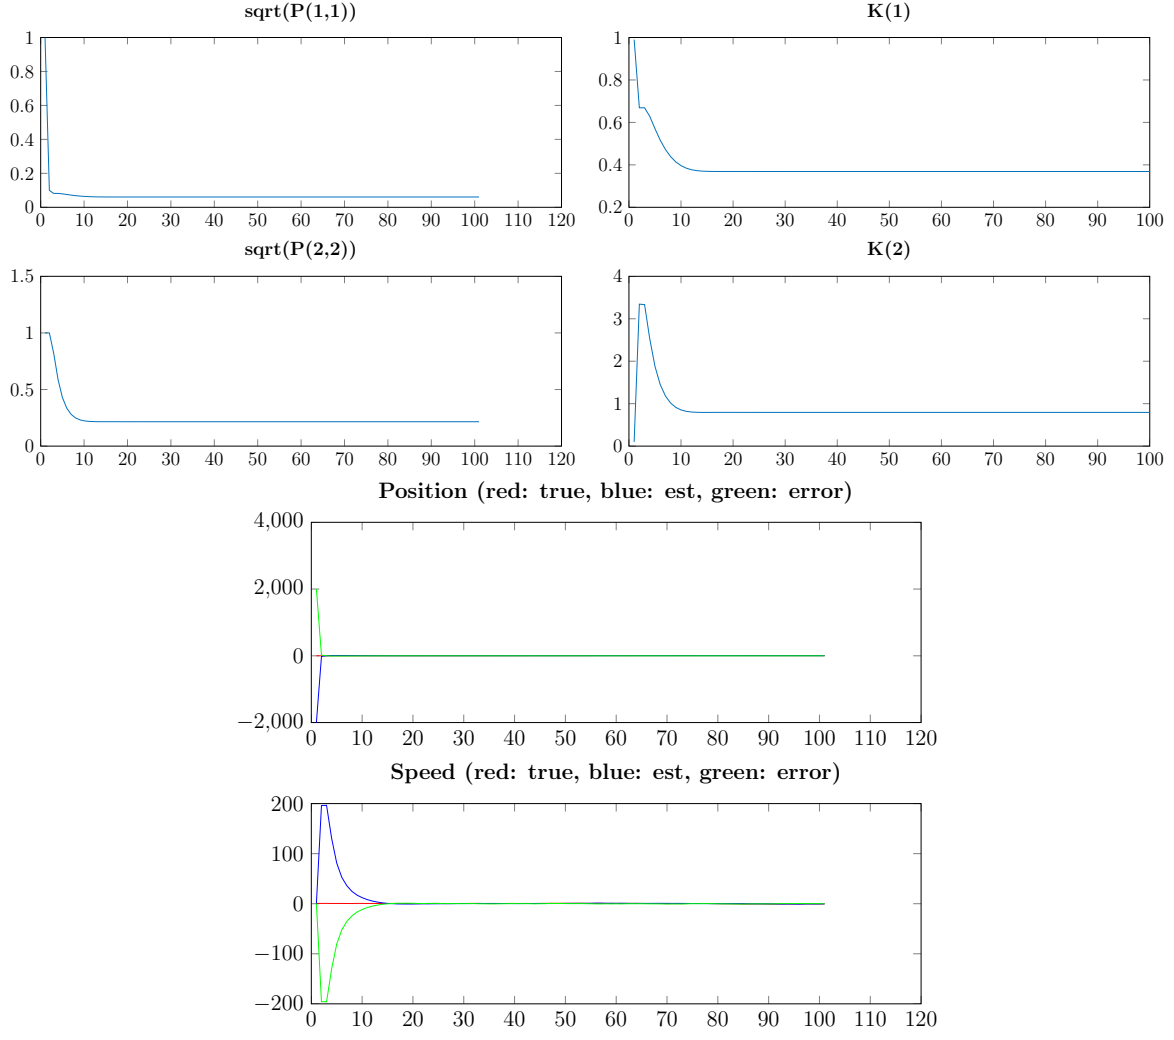 sqrt(P(1,1))
1
0.8
0.6
0.4
0.2
0
0 10 20 30 40 50 60 70 80 90 100 110 120
K(1)
1
0.8
0.6
0.4
0.2
0 10 20 30 40 50 60 70 80 90 100
sqrt(P(2,2))
1.5
1
0.5
0
0 10 20 30 40 50 60 70 80 90 100 110 120
K(2)
4
3
2
1
0
0 10 20 30 40 50 60 70 80 90 100
Position (red: true, blue: est, green: error)
4,000
2,000
0
−2,000
0 10 20 30 40 50 60 70 80 90 100 110 120
Speed (red: true, blue: est, green: error)
200
100
0
−100
−200
0 10 20 30 40 50 60 70 80 90 100 110 120